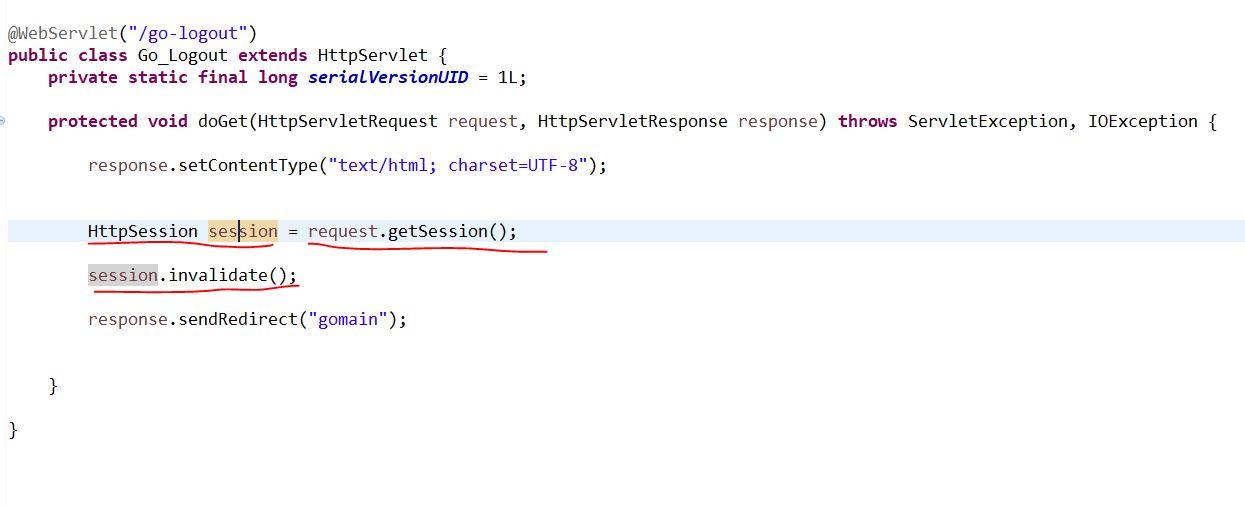 @WebServlet("/go-logout")
public class Go_Logout extends HttpServlet {
private static final long serialVersionUID = 1L;
protected void doGet(HttpServletRequest request, HttpServletResponse response) throws ServletException, IOException {
response.setContentType("text/html; charset=UTF-8");
HttpSession session = request.getSession();
session.invalidate();
response.sendRedirect("gomain");
}
}